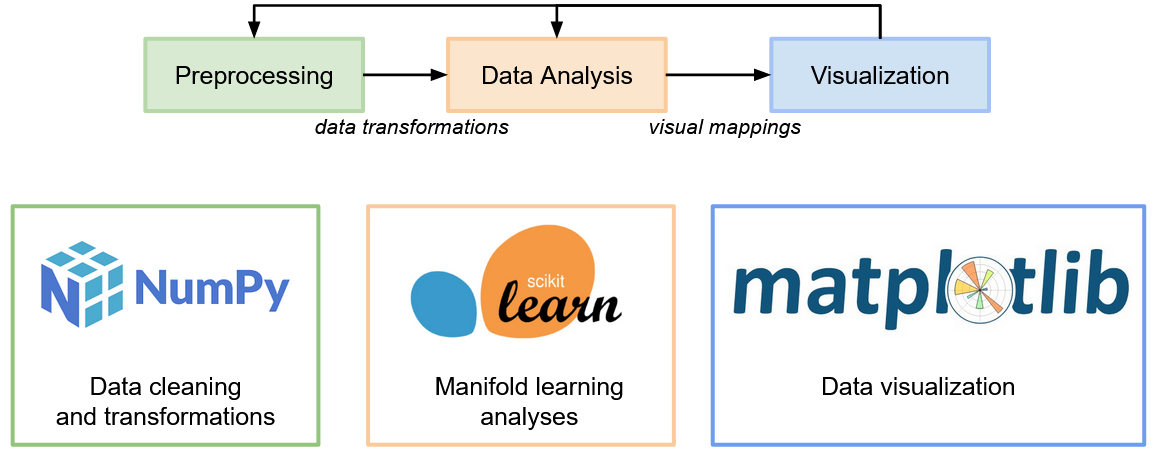 Preprocessing
Data Analysis
Visualization
data transformations
visual mappings
NumPy
scikit
learn
matplotlib
Data cleaning
and transformations
Manifold learning
analyses
Data visualization